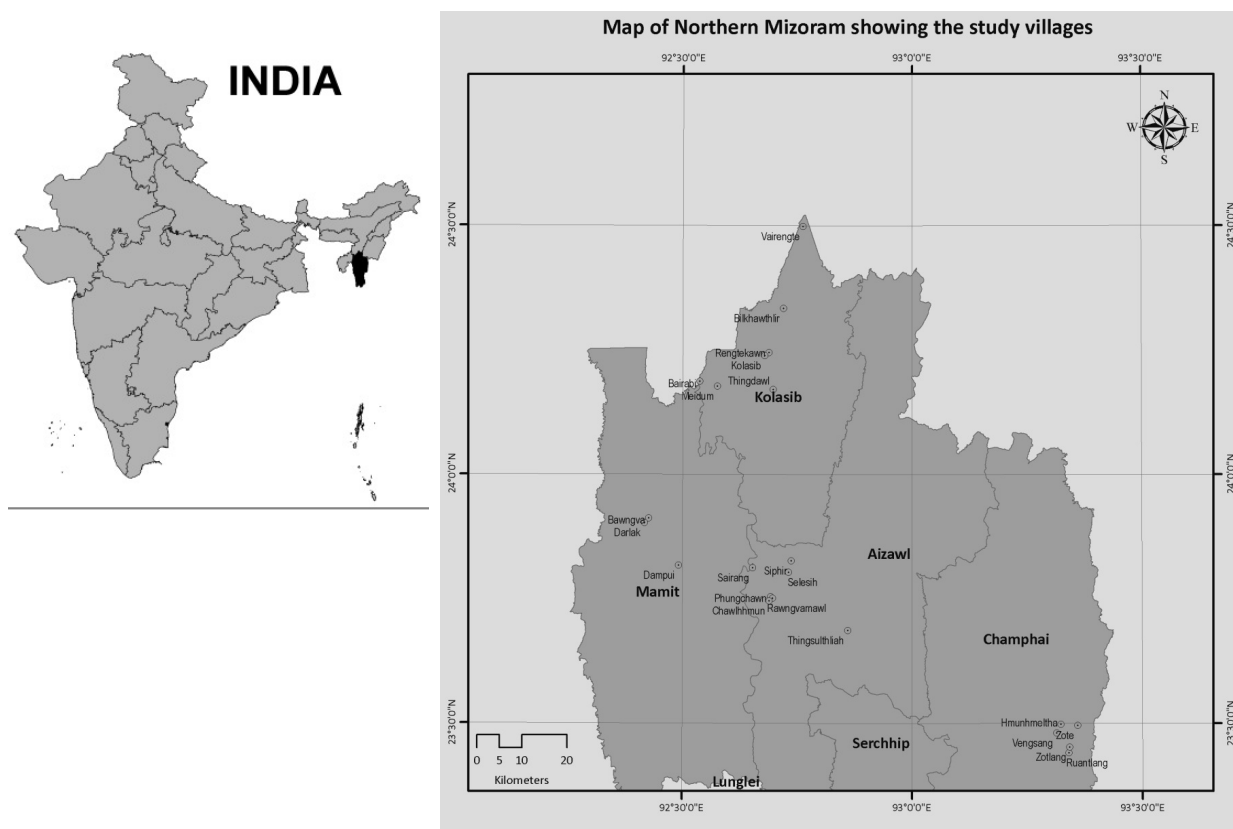 INDIA
Map of Northern Mizoram showing the study villages
92°30'0"E 93°0'0"E 93°30'0"E
N
W E
S
24°30'0"N 24°30'0"N
Vairengte
Bilkhawthlir
Rengtekawn
Kolasib
Bairabi Thingdawl
Meidum
Kolasib
24°0'0"N 24°0'0"N
Bawngva
Darlak
Aizawl
Dampui Sairang Siphir
Selesih
Mamit
Phungchawn
Chawlhhmun Rawngvamawl
Thingsulthliah Champhai
23°30'0"N 23°30'0"N
Hmunhmeltha
Zote
Vengsang
Serchhip
Zotlang
Ruantlang
0 5 10 20
Kilometers
Lunglei
92°30'0"E 93°0'0"E 93°30'0"E